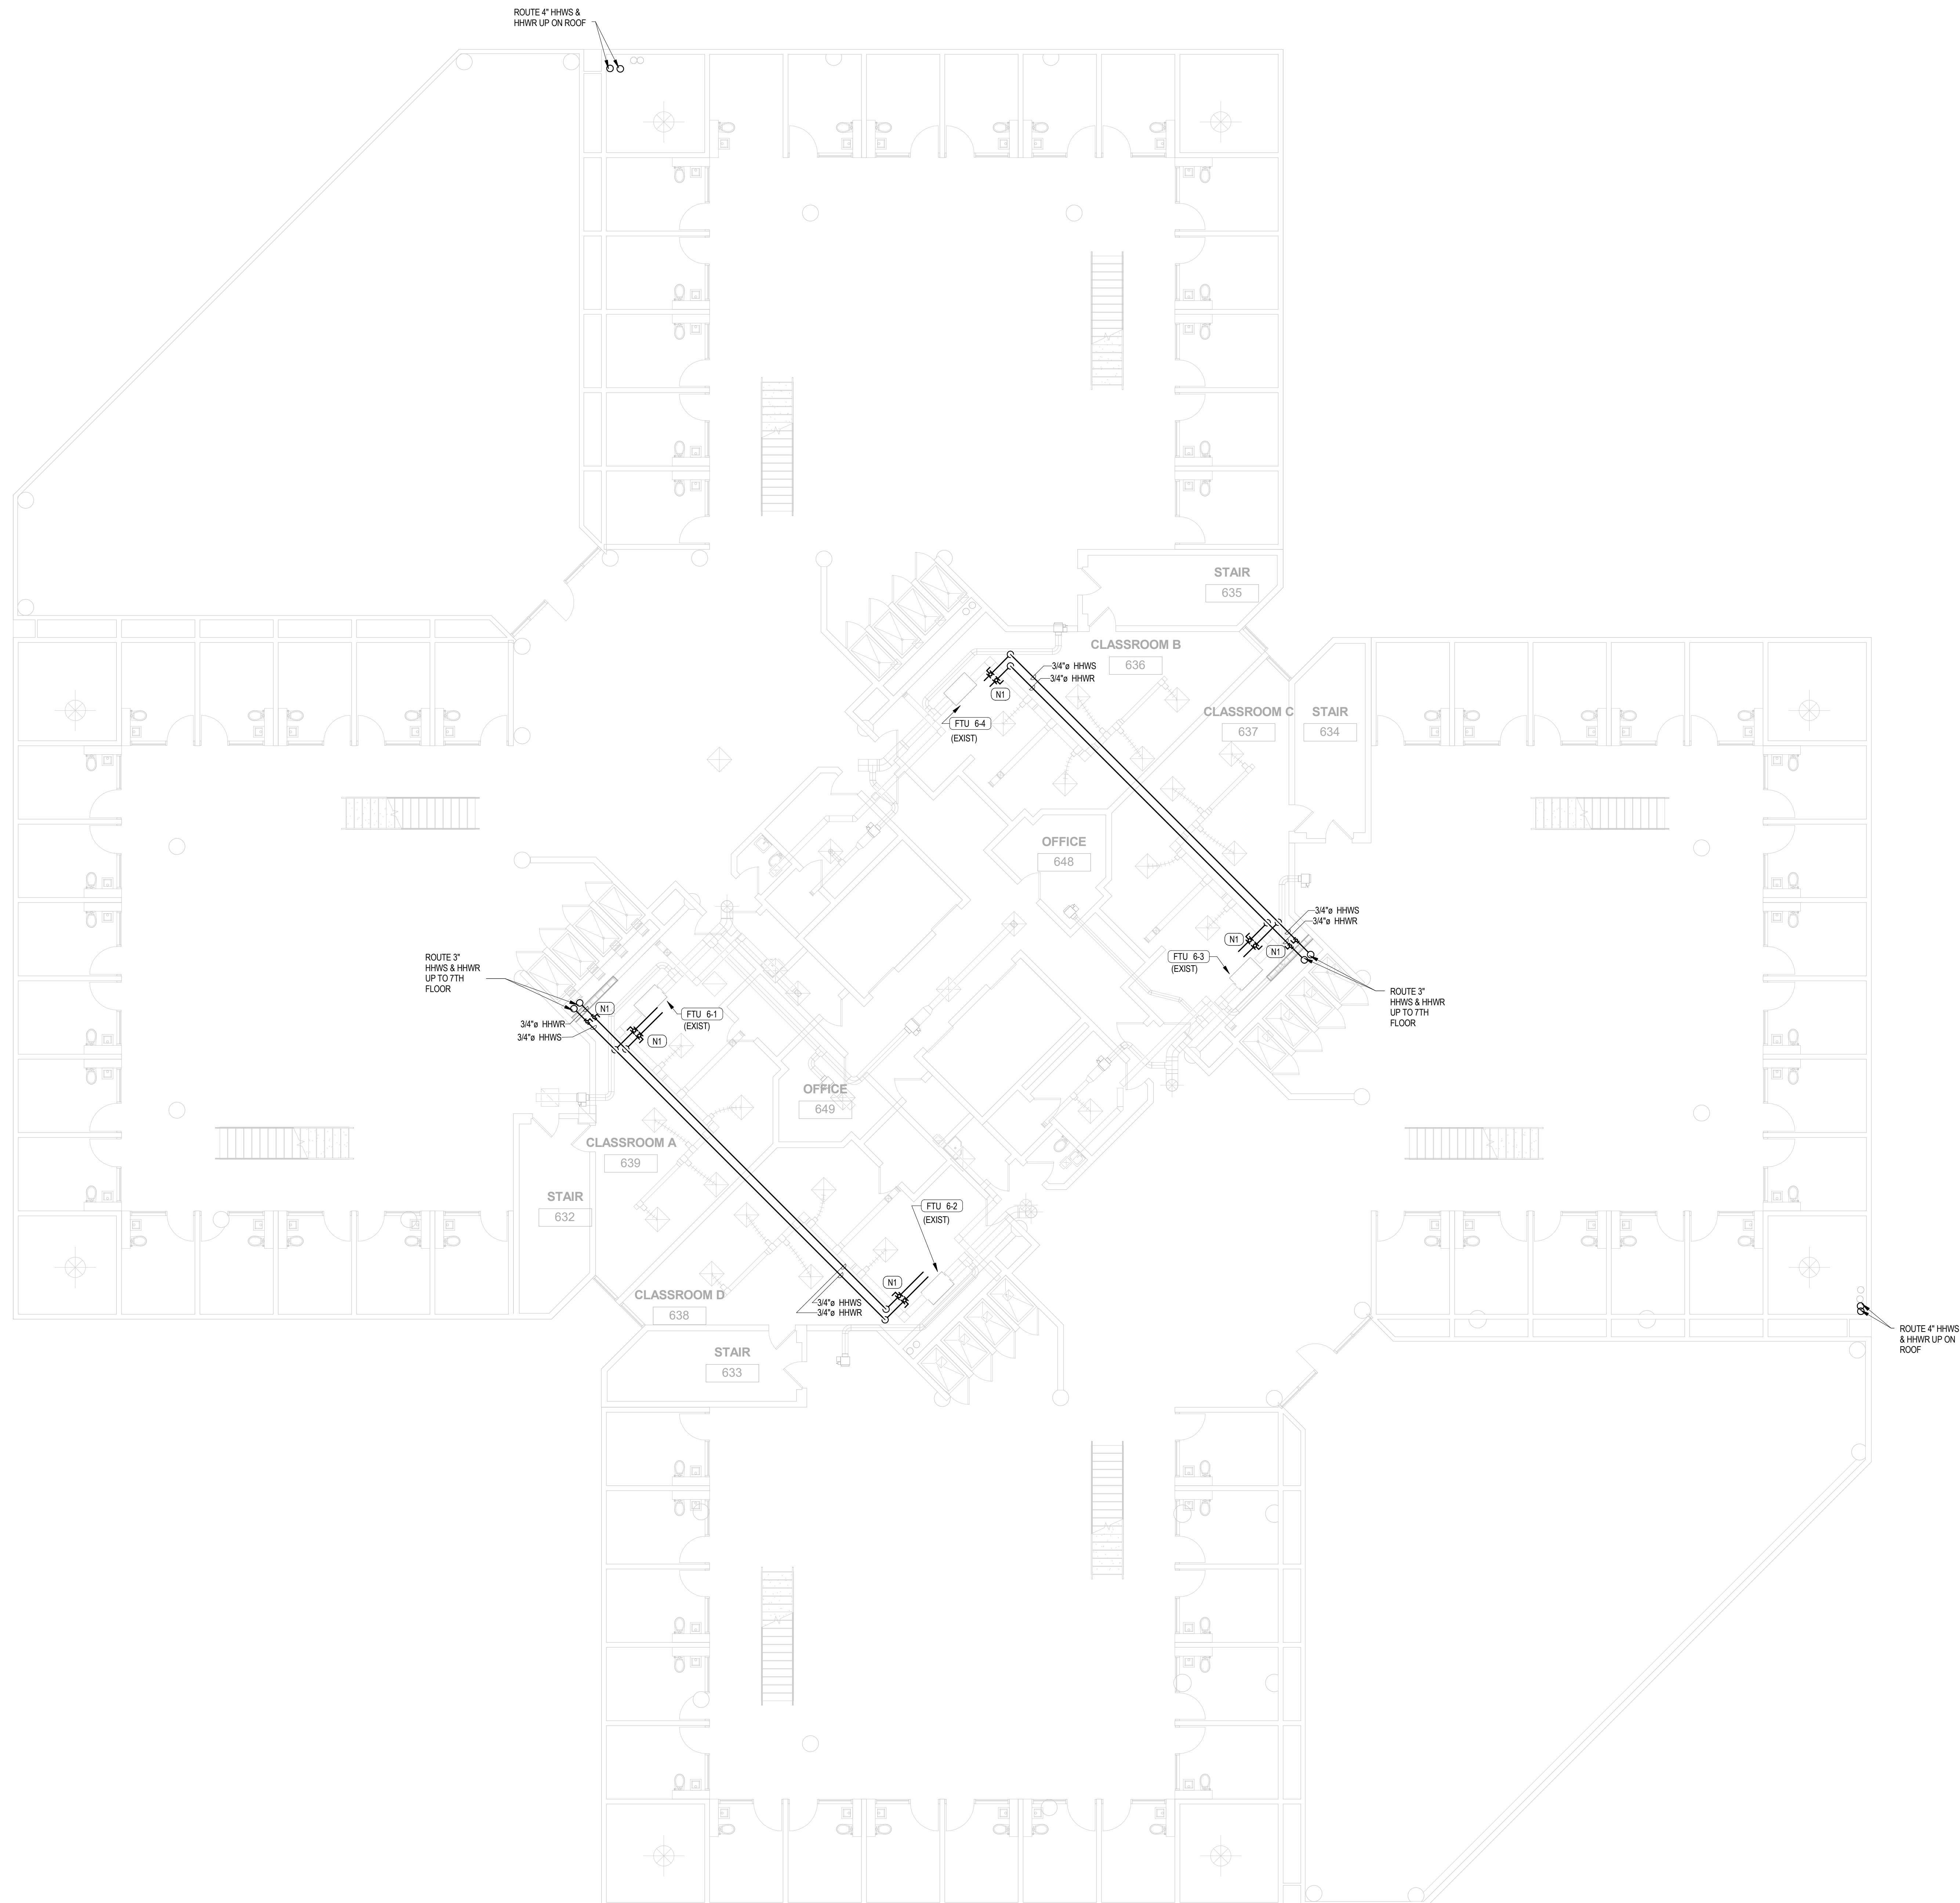 ROUTE 4" HHWS &
HHWR UP ON ROOF
STAIR
635
CLASSROOM B
636
3/4"ø HHWS
3/4"ø HHWR
N1
FTU 6-4
(EXIST)
CLASSROOM C
637
STAIR
634
OFFICE
648
3/4"ø HHWS
3/4"ø HHWR
N1
N1
FTU 6-3
(EXIST)
ROUTE 3"
HHWS & HHWR
UP TO 7TH
FLOOR
ROUTE 3"
HHWS & HHWR
UP TO 7TH
FLOOR
N1
FTU 6-1
(EXIST)
3/4"ø HHWR
3/4"ø HHWS
N1
OFFICE
649
CLASSROOM A
639
STAIR
632
FTU 6-2
(EXIST)
N1
CLASSROOM D
638
3/4"ø HHWS
3/4"ø HHWR
STAIR
633
ROUTE 4" HHWS
& HHWR UP ON
ROOF